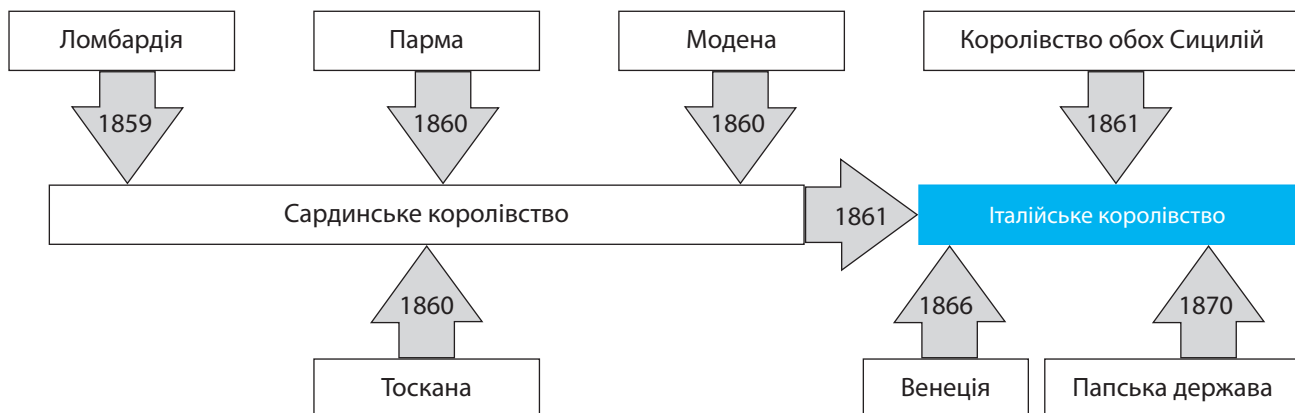 Ломбардія
Парма
Модена
Королівство обох Сицилій
1859
1860
1860
1861
Сардинське королівство
1861
Італійське королівство
1860
1866
1870
Тоскана
Венеція
Папська держава